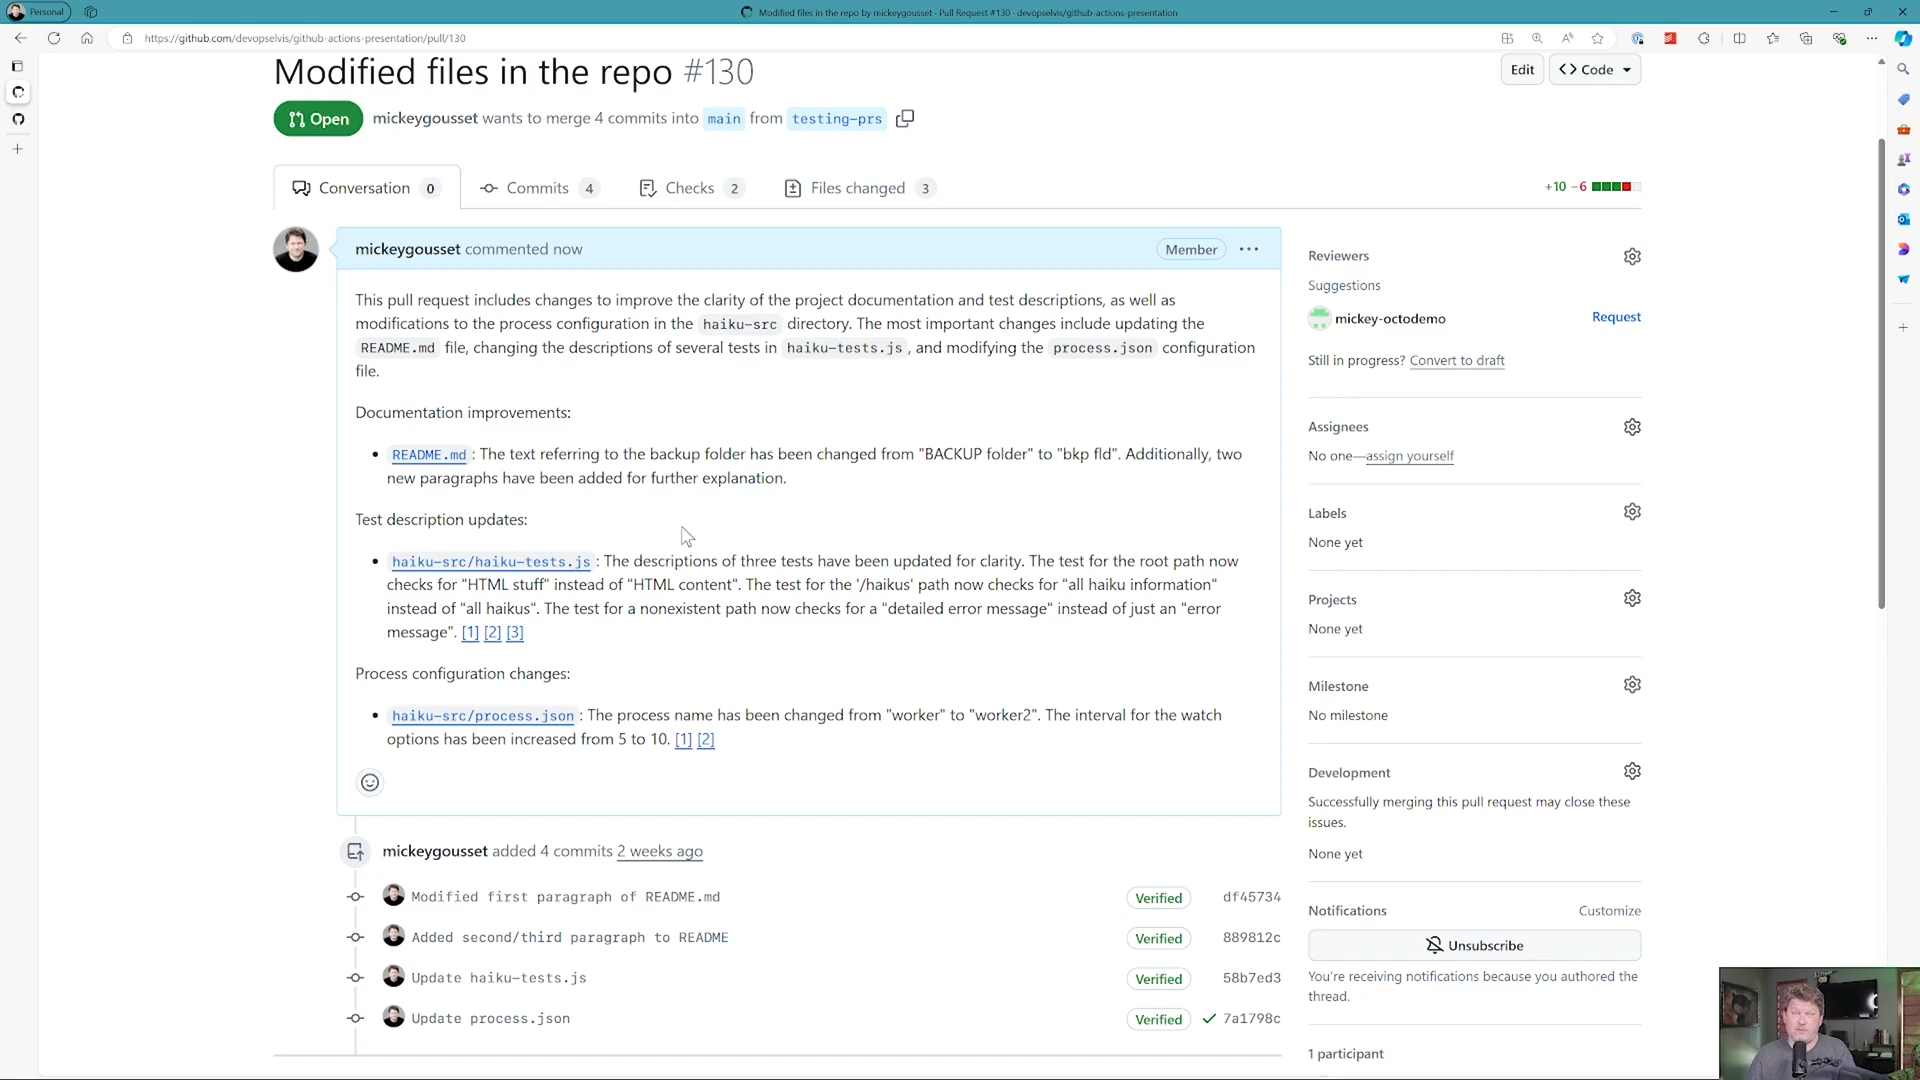 Personal
Modified files in the repo by mickeygousset · Pull Request #130 · devopselvis/github-actions-presentation
https://github.com/devopselvis/github-actions-presentation/pull/130
Modified files in the repo #130
Edit
Code
Open
mickeygousset wants to merge 4 commits into main from testing-prs
Conversation 0
Commits 4
Checks 2
Files changed 3
+10 −6
mickeygousset commented now
Member
This pull request includes changes to improve the clarity of the project documentation and test descriptions, as well as
modifications to the process configuration in the haiku-src directory. The most important changes include updating the
README.md file, changing the descriptions of several tests in haiku-tests.js, and modifying the process.json configuration
file.
Documentation improvements:
• README.md: The text referring to the backup folder has been changed from "BACKUP folder" to "bkp fld". Additionally, two
new paragraphs have been added for further explanation.
Test description updates:
• haiku-src/haiku-tests.js: The descriptions of three tests have been updated for clarity. The test for the root path now
checks for "HTML stuff" instead of "HTML content". The test for the '/haikus' path now checks for "all haiku information"
instead of "all haikus". The test for a nonexistent path now checks for a "detailed error message" instead of just an "error
message". [1] [2] [3]
Process configuration changes:
• haiku-src/process.json: The process name has been changed from "worker" to "worker2". The interval for the watch
options has been increased from 5 to 10. [1] [2]
mickeygousset added 4 commits 2 weeks ago
Modified first paragraph of README.md Verified df45734
Added second/third paragraph to README Verified 889812c
Update haiku-tests.js Verified 58b7ed3
Update process.json Verified 7a1798c
Reviewers
Suggestions
mickey-octodemo Request
Still in progress? Convert to draft
Assignees
No one—assign yourself
Labels
None yet
Projects
None yet
Milestone
No milestone
Development
Successfully merging this pull request may close these
issues.
None yet
Notifications Customize
Unsubscribe
You're receiving notifications because you authored the
thread.
1 participant